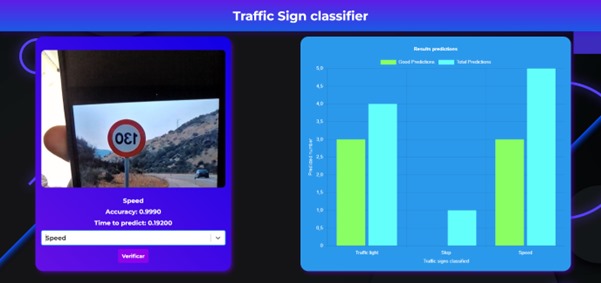 Traffic Sign classifier
130
Speed
Accuracy: 0.9990
Time to predict: 0.19200
Speed
Verificar
Results predictions
Good Predictions Total Predictions
5,0
4,5
4,0
3,5
3,0
2,5
2,0
1,5
1,0
0,5
0
Predicted number
Traffic light Stop Speed
Traffic signs classified